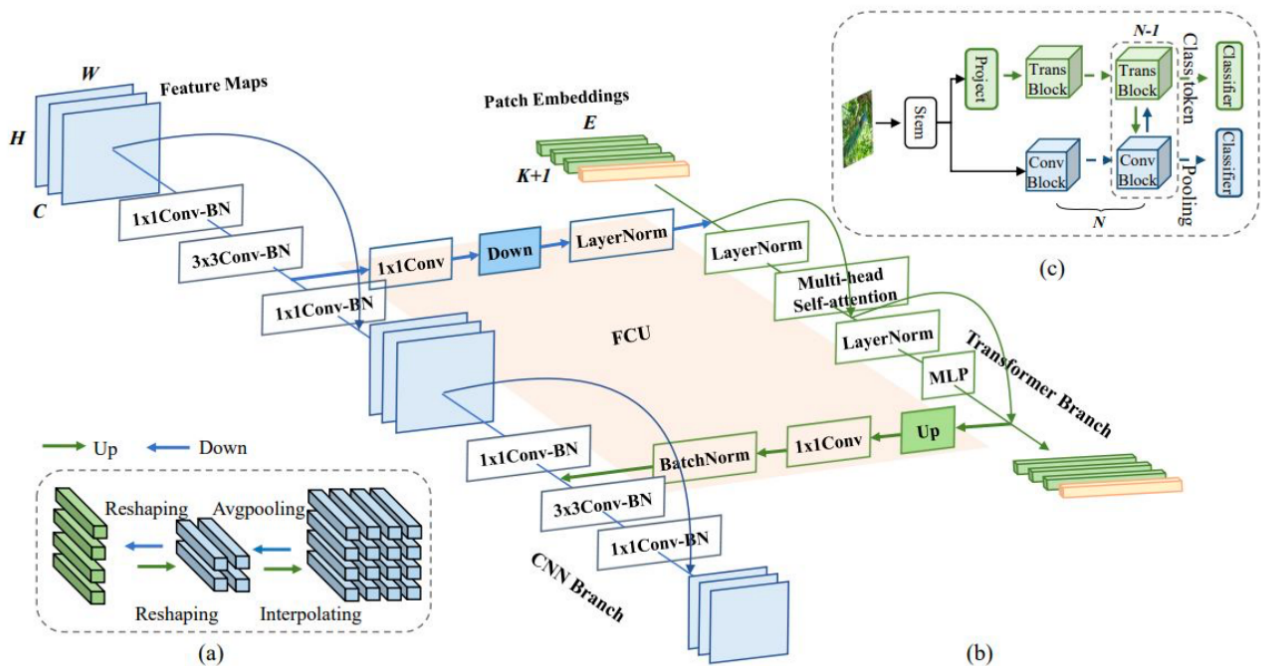 W
H
C
Feature Maps
1x1Conv-BN
3x3Conv-BN
1x1Conv-BN
1x1Conv
Down
LayerNorm
Patch Embeddings
E
K+1
LayerNorm
Multi-head
Self-attention
LayerNorm
MLP
Transformer Branch
FCU
Up
1x1Conv
BatchNorm
1x1Conv-BN
3x3Conv-BN
1x1Conv-BN
CNN Branch
(b)
Up
Down
Reshaping
Avgpooling
Reshaping
Interpolating
(a)
Stem
Project
Trans
Block
N-1
Trans
Block
Class token
Classifier
Conv
Block
Conv
Block
Pooling
Classifier
N
(c)